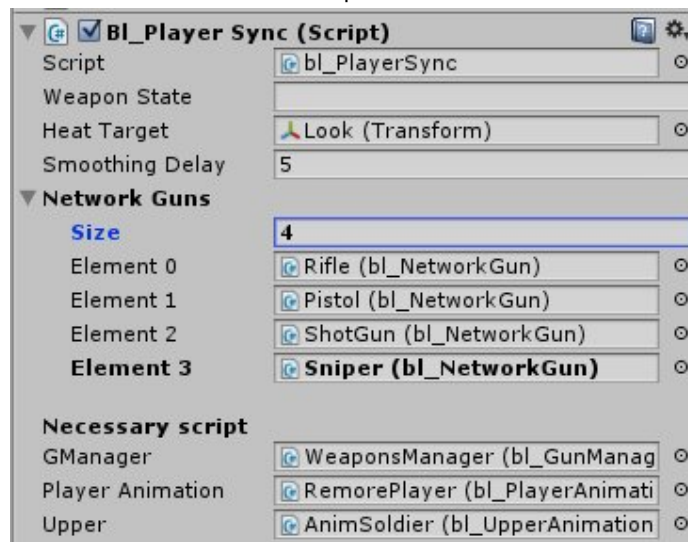 Bl_Player Sync (Script)
Script bl_PlayerSync
Weapon State
Heat Target Look (Transform)
Smoothing Delay 5
Network Guns
Size 4
Element 0 Rifle (bl_NetworkGun)
Element 1 Pistol (bl_NetworkGun)
Element 2 ShotGun (bl_NetworkGun)
Element 3 Sniper (bl_NetworkGun)
Necessary script
GManager WeaponsManager (bl_GunManag
Player Animation RemorePlayer (bl_PlayerAnimati
Upper AnimSoldier (bl_UpperAnimation